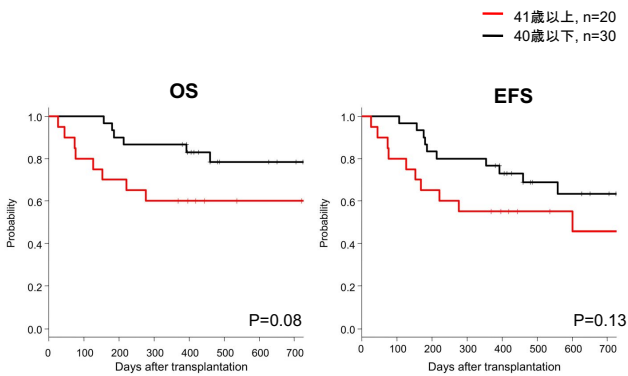 41歳以上, n=20
40歳以下, n=30
OS
EFS
Probability
1.0
0.8
0.6
0.4
0.2
0.0
P=0.08
0 100 200 300 400 500 600 700
Days after transplantation
Probability
1.0
0.8
0.6
0.4
0.2
0.0
P=0.13
0 100 200 300 400 500 600 700
Days after transplantation